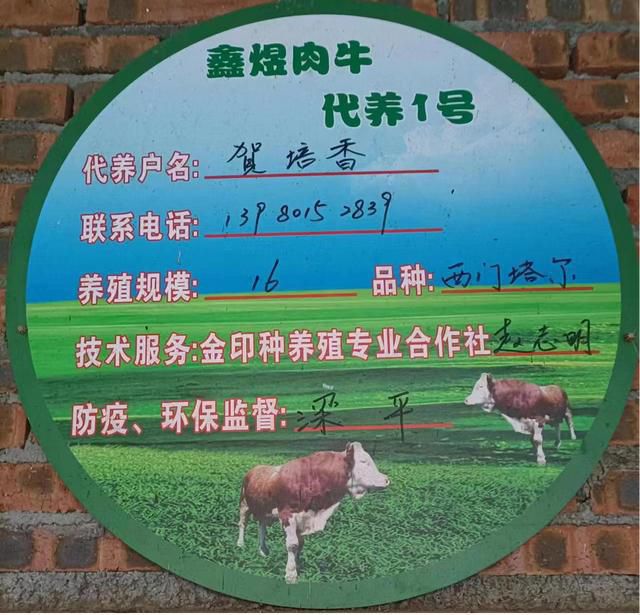 鑫煜肉牛
代养1号
代养户名: 贺培香
联系电话: 13980152839
养殖规模: 16 品种: 西门塔尔
技术服务:金印种养殖专业合作社 赵志明
防疫、环保监督: 梁平